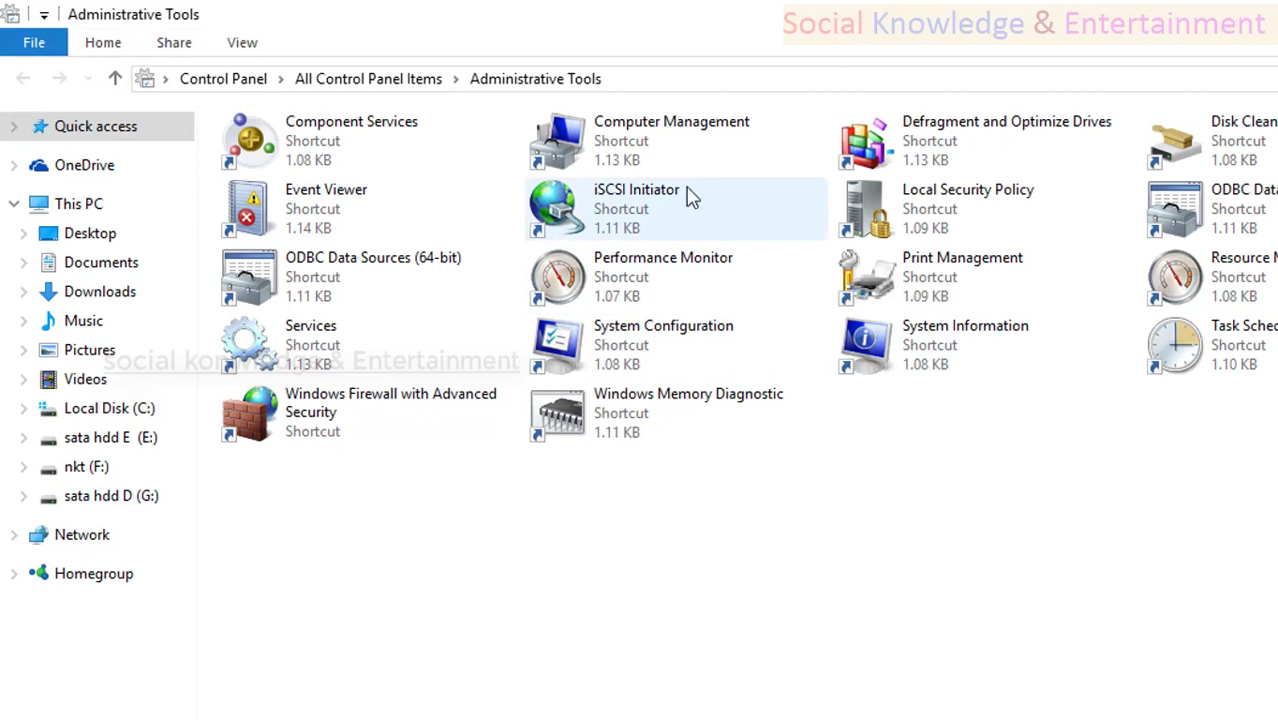 Administrative Tools
Social Knowledge & Entertainment
File Home Share View
Control Panel All Control Panel Items Administrative Tools
Quick access
OneDrive
This PC
Desktop
Documents
Downloads
Music
Pictures
Videos
Local Disk (C:)
sata hdd E (E:)
nkt (F:)
sata hdd D (G:)
Network
Homegroup
Component Services
Shortcut
1.08 KB
Computer Management
Shortcut
1.13 KB
Defragment and Optimize Drives
Shortcut
1.13 KB
Disk Clean
Shortcut
1.08 KB
Event Viewer
Shortcut
1.14 KB
iSCSI Initiator
Shortcut
1.11 KB
Local Security Policy
Shortcut
1.09 KB
ODBC Data
Shortcut
1.11 KB
ODBC Data Sources (64-bit)
Shortcut
1.11 KB
Performance Monitor
Shortcut
1.07 KB
Print Management
Shortcut
1.09 KB
Resource M
Shortcut
1.08 KB
Services
Shortcut
1.13 KB
System Configuration
Shortcut
1.08 KB
System Information
Shortcut
1.08 KB
Task Sched
Shortcut
1.10 KB
Windows Firewall with Advanced
Security
Shortcut
Windows Memory Diagnostic
Shortcut
1.11 KB